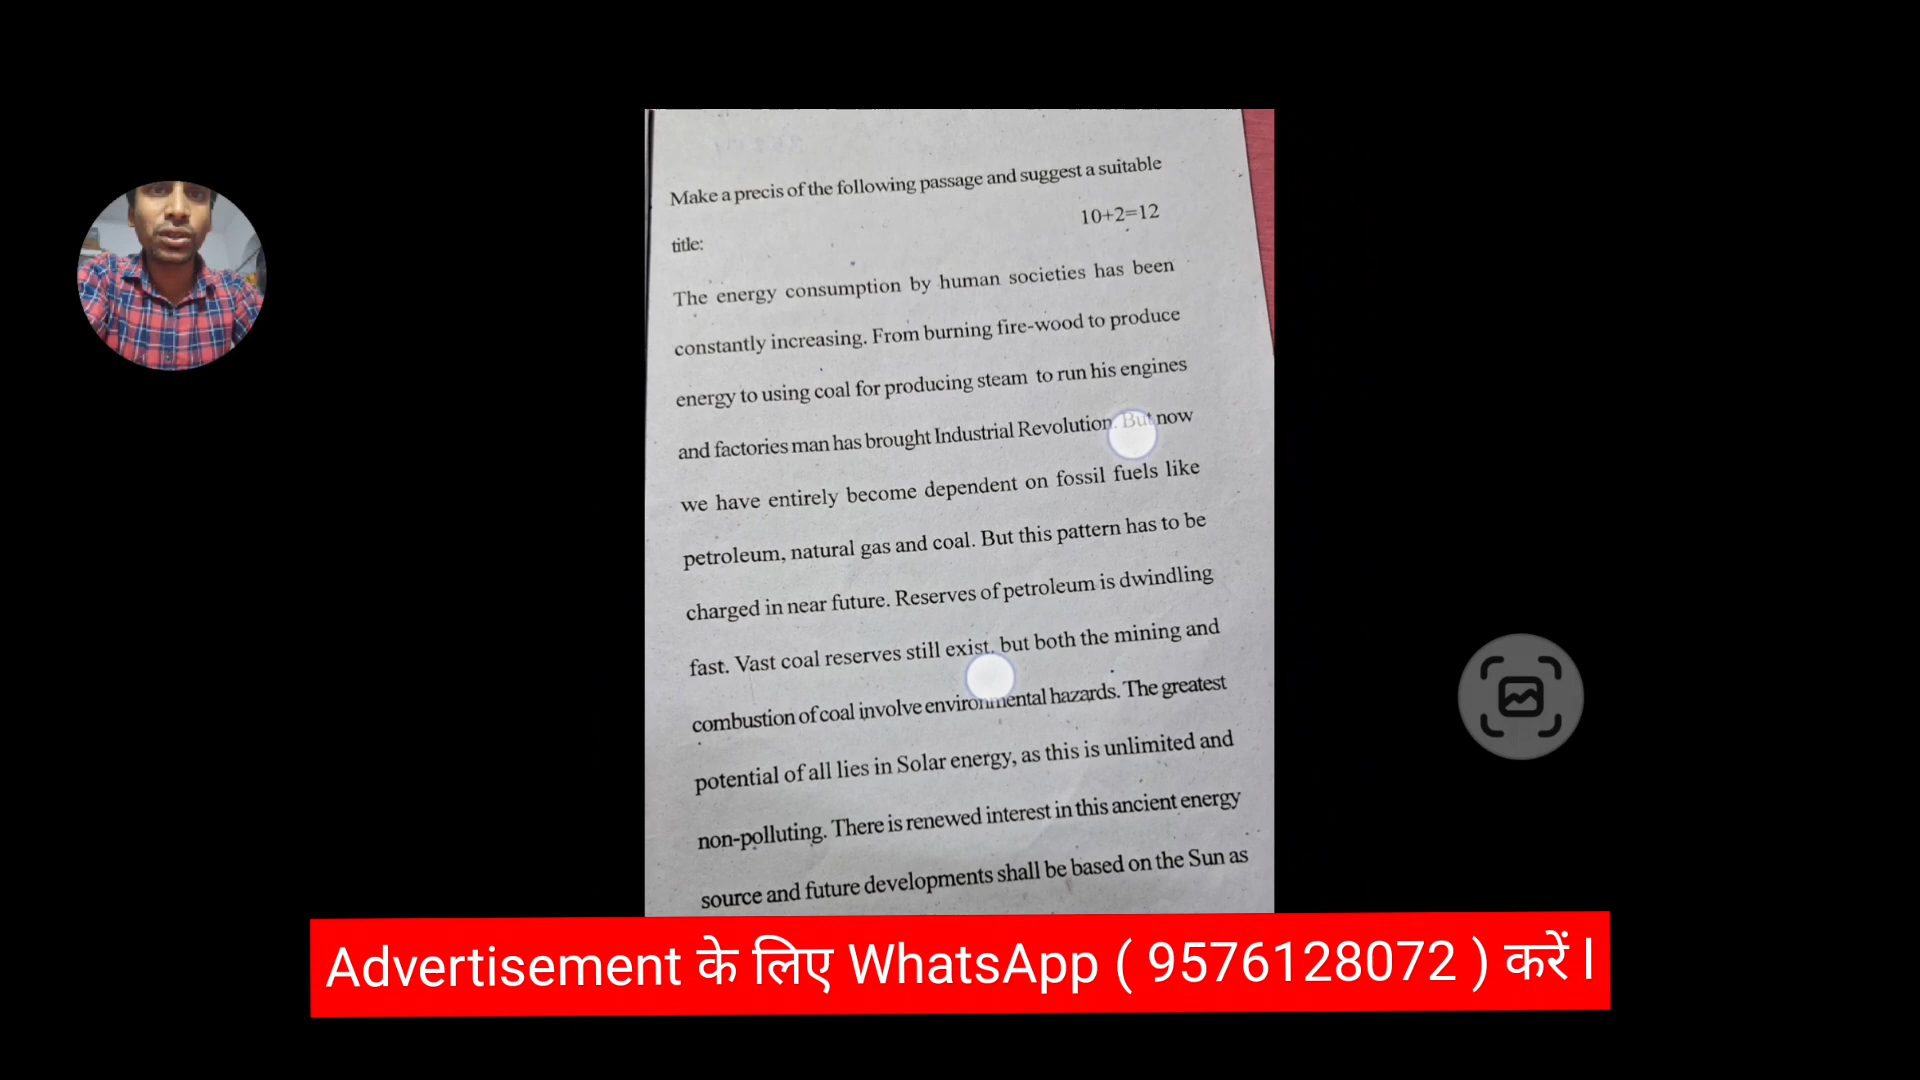 Make a precis of the following passage and suggest a suitable
10+2=12
title:
The energy consumption by human societies has been
constantly increasing. From burning fire-wood to produce
energy to using coal for producing steam to run his engines
and factories man has brought Industrial Revolution. But now
we have entirely become dependent on fossil fuels like
petroleum, natural gas and coal. But this pattern has to be
charged in near future. Reserves of petroleum is dwindling
fast. Vast coal reserves still exist, but both the mining and
combustion of coal involve environmental hazards. The greatest
potential of all lies in Solar energy, as this is unlimited and
non-polluting. There is renewed interest in this ancient energy
source and future developments shall be based on the Sun as
Advertisement के लिए WhatsApp ( 9576128072 ) करें l